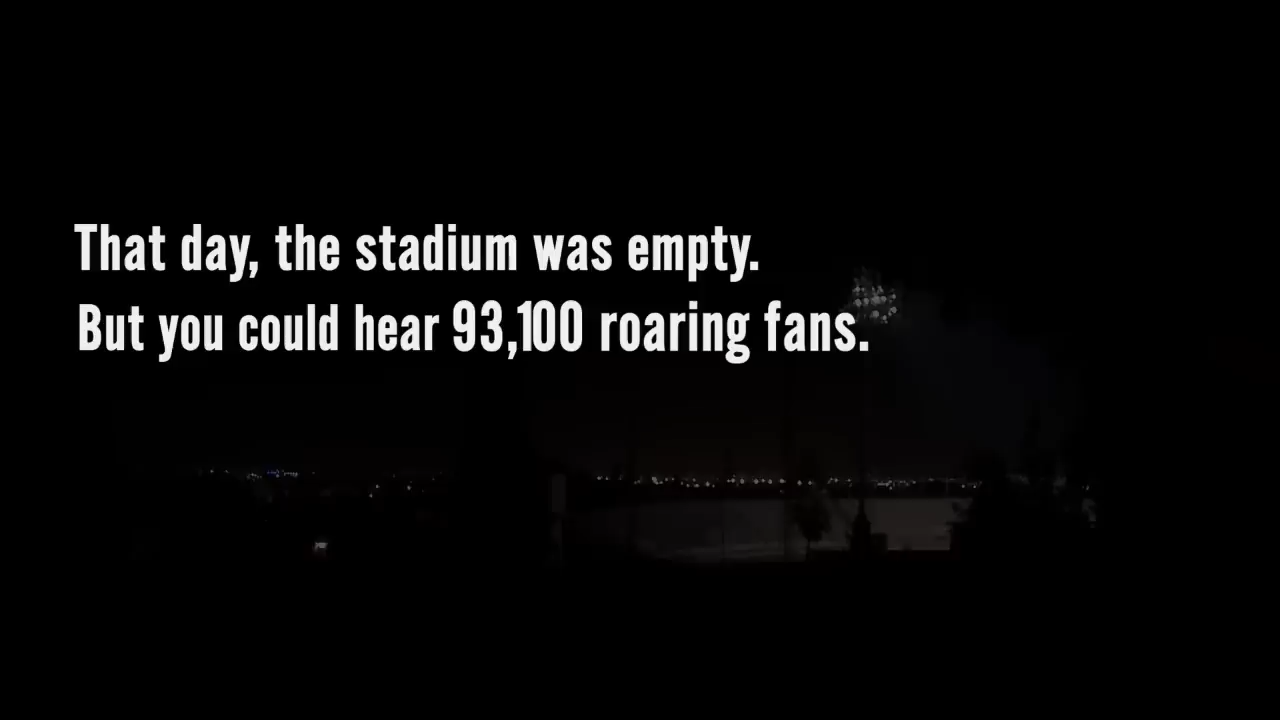 That day, the stadium was empty.
But you could hear 93,100 roaring fans.